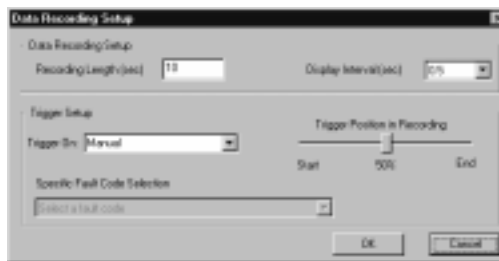 Data Recording Setup
Data Recording Setup
Recording Length(sec) 10 Display Interval(sec)
Trigger Setup
Trigger Position in Recording
Trigger On: Manual
Start 50% End
Specific Fault Code Selection
Select a fault code
OK Cancel